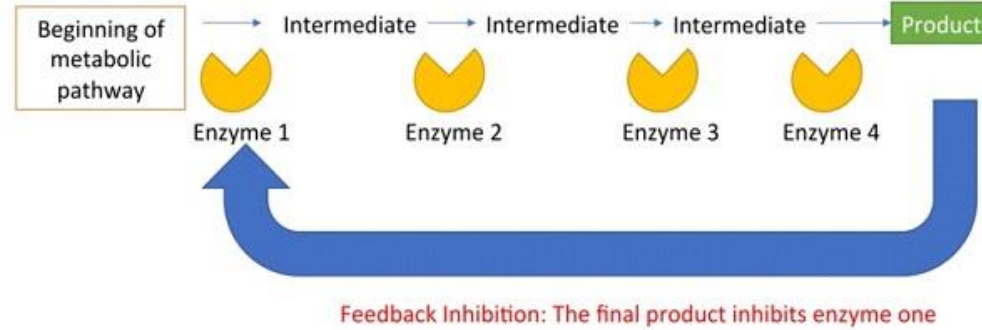 Beginning of
metabolic
pathway
Intermediate Intermediate Intermediate Product
Enzyme 1 Enzyme 2 Enzyme 3 Enzyme 4
Feedback Inhibition: The final product inhibits enzyme one